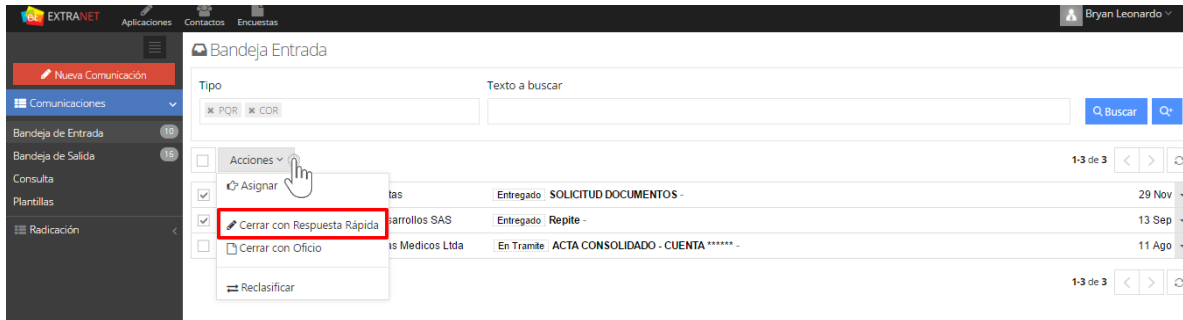 EXTRANET
Aplicaciones Contactos Encuestas
Bryan Leonardo
Bandeja Entrada
Nueva Comunicación
Tipo Texto a buscar
Comunicaciones
PQR COR
Buscar
Bandeja de Entrada 10
Bandeja de Salida 16
Acciones
1-3 de 3
Consulta
Asignar
Plantillas
tas Entregado SOLICITUD DOCUMENTOS - 29 Nov
Cerrar con Respuesta Rápida
arrollos SAS Entregado Repite - 13 Sep
Radicación
Cerrar con Oficio
as Medicos Ltda En Tramite ACTA CONSOLIDADO - CUENTA ****** - 11 Ago
Reclasificar
1-3 de 3